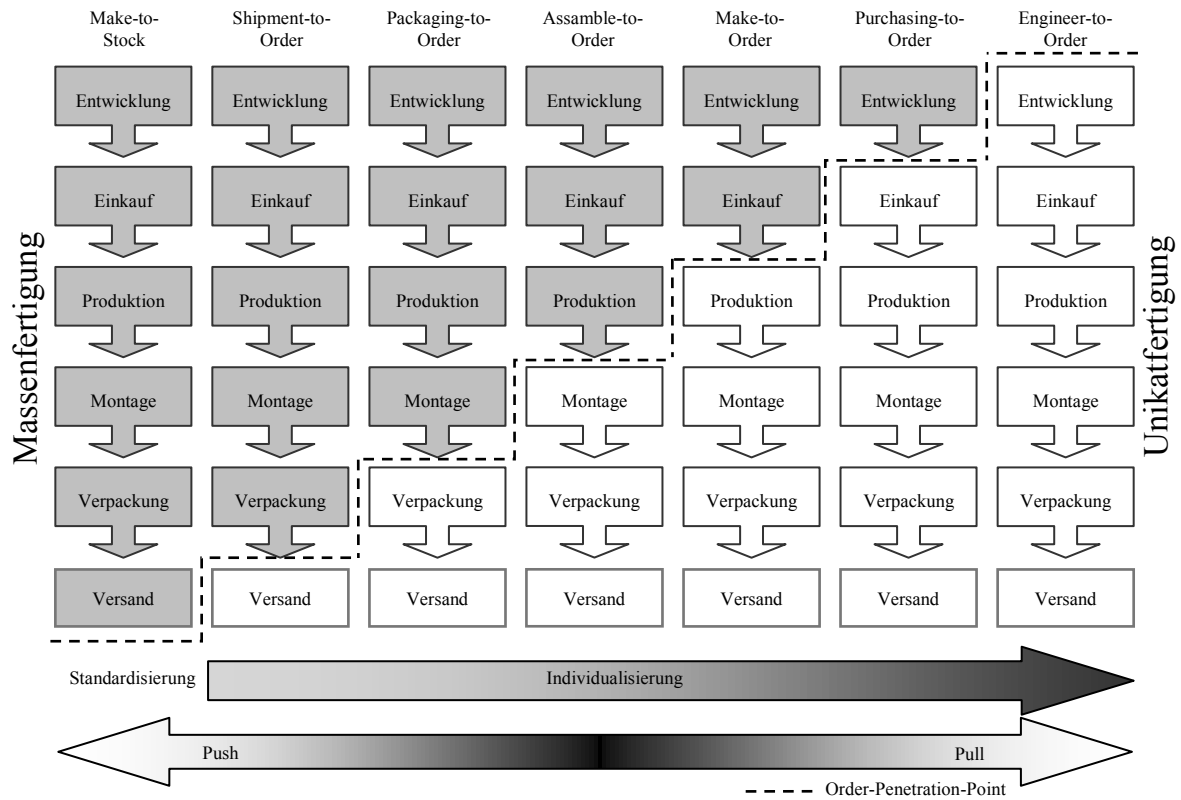 Make-to-
Stock
Shipment-to-
Order
Packaging-to-
Order
Assamble-to-
Order
Make-to-
Order
Purchasing-to-
Order
Engineer-to-
Order
Massenfertigung
Entwicklung Entwicklung Entwicklung Entwicklung Entwicklung Entwicklung Entwicklung
Einkauf Einkauf Einkauf Einkauf Einkauf Einkauf Einkauf
Produktion Produktion Produktion Produktion Produktion Produktion Produktion
Montage Montage Montage Montage Montage Montage Montage
Verpackung Verpackung Verpackung Verpackung Verpackung Verpackung Verpackung
Versand Versand Versand Versand Versand Versand Versand
Unikatfertigung
Standardisierung Individualisierung
Push Pull
Order-Penetration-Point